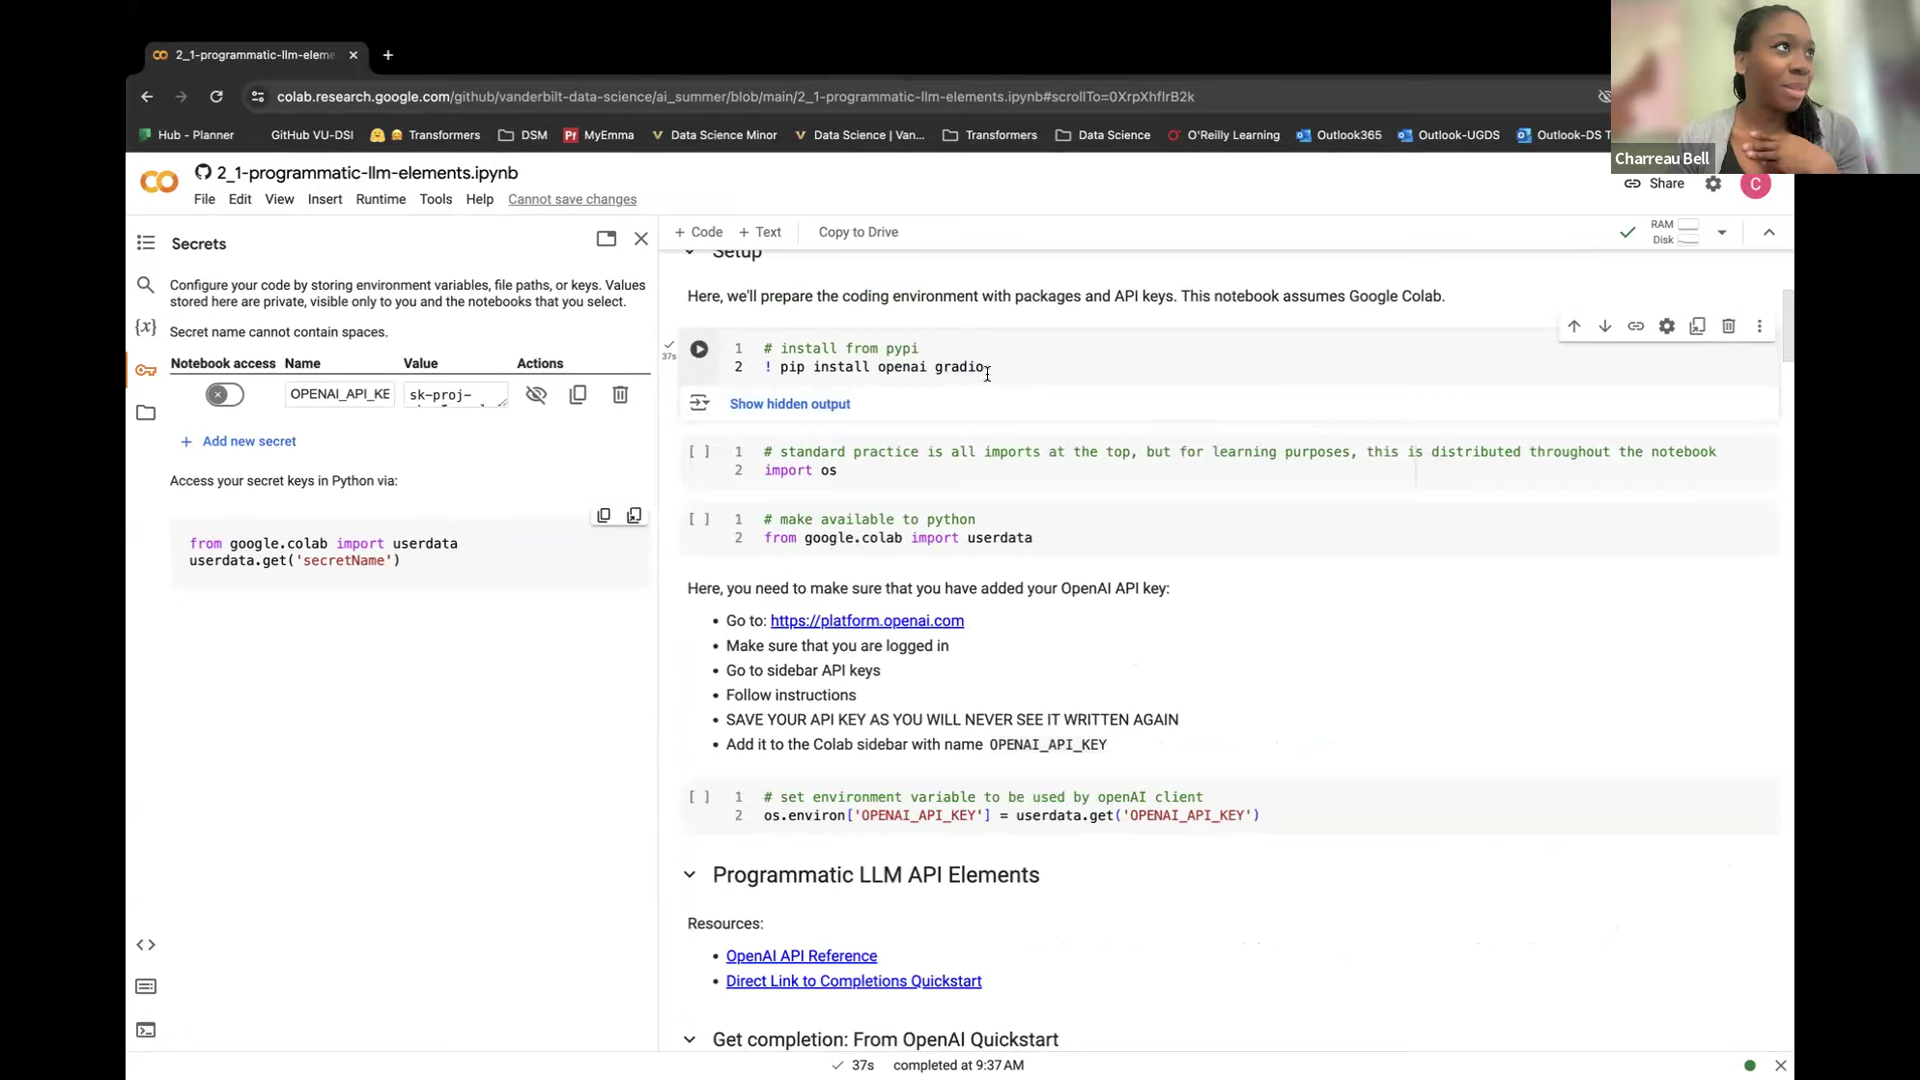 2_1-programmatic-llm-eleme
colab.research.google.com/github/vanderbilt-data-science/ai_summer/blob/main/2_1-programmatic-llm-elements.ipynb#scrollTo=0XrpXhfIrB2k
Hub - Planner GitHub VU-DSI Transformers DSM MyEmma Data Science Minor Data Science | Van... Transformers Data Science O'Reilly Learning Outlook365 Outlook-UGDS Outlook-DS T
Charreau Bell
2_1-programmatic-llm-elements.ipynb
File Edit View Insert Runtime Tools Help Cannot save changes
Share C
Secrets
Configure your code by storing environment variables, file paths, or keys. Values
stored here are private, visible only to you and the notebooks that you select.
Secret name cannot contain spaces.
Notebook access Name Value Actions
OPENAI_API_KE sk-proj-
+ Add new secret
Access your secret keys in Python via:
from google.colab import userdata
userdata.get('secretName')
+ Code + Text Copy to Drive
RAM
Disk
Setup
Here, we'll prepare the coding environment with packages and API keys. This notebook assumes Google Colab.
37s
1 # install from pypi
2 ! pip install openai gradio
Show hidden output
[ ] 1 # standard practice is all imports at the top, but for learning purposes, this is distributed throughout the notebook
2 import os
[ ] 1 # make available to python
2 from google.colab import userdata
Here, you need to make sure that you have added your OpenAI API key:
• Go to: https://platform.openai.com
• Make sure that you are logged in
• Go to sidebar API keys
• Follow instructions
• SAVE YOUR API KEY AS YOU WILL NEVER SEE IT WRITTEN AGAIN
• Add it to the Colab sidebar with name OPENAI_API_KEY
[ ] 1 # set environment variable to be used by openAI client
2 os.environ['OPENAI_API_KEY'] = userdata.get('OPENAI_API_KEY')
Programmatic LLM API Elements
Resources:
• OpenAI API Reference
• Direct Link to Completions Quickstart
Get completion: From OpenAI Quickstart
37s completed at 9:37 AM